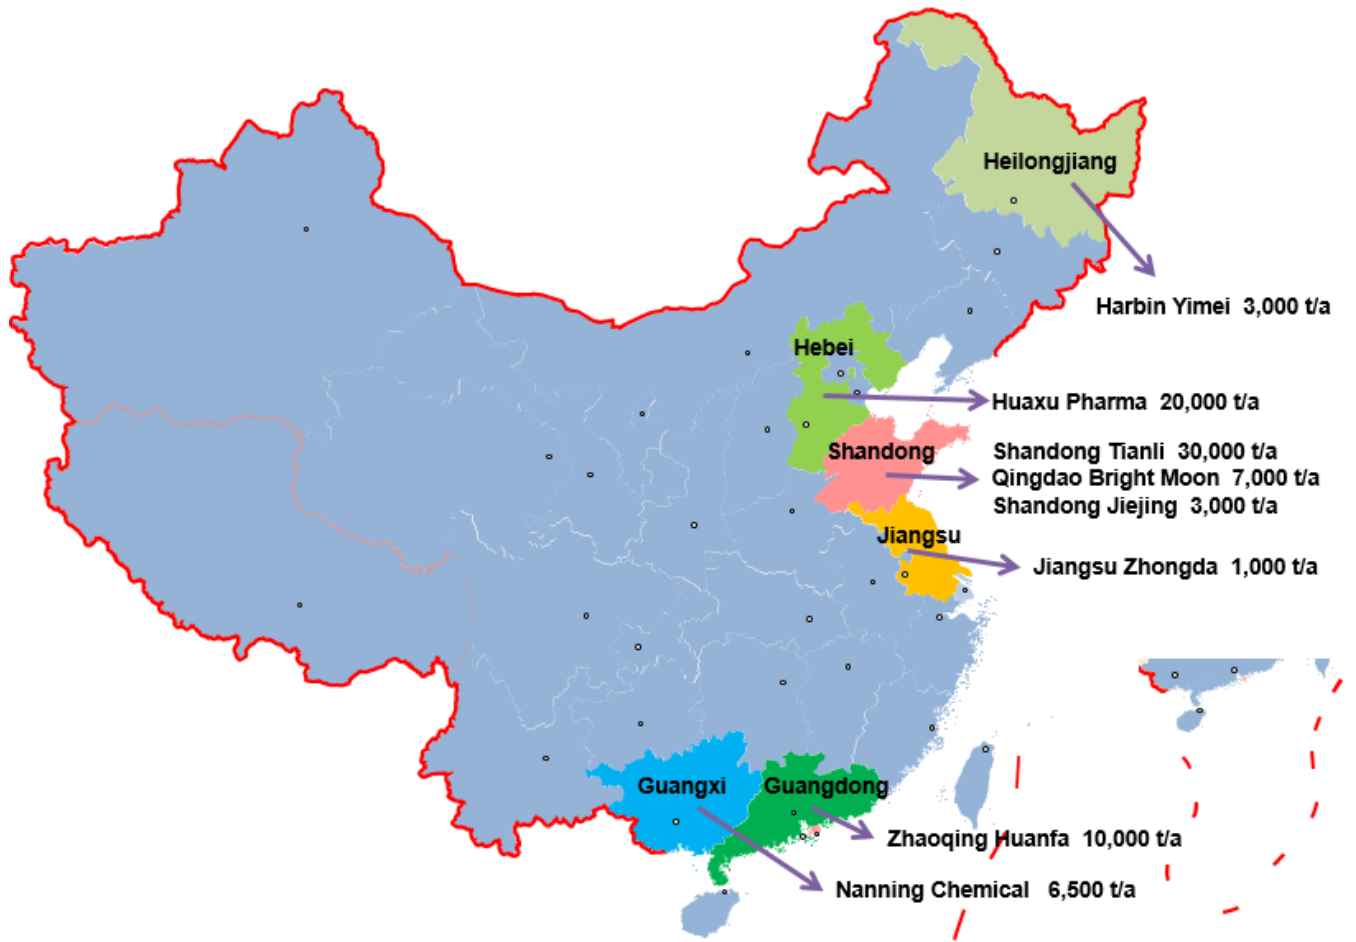 Heilongjiang
Harbin Yimei 3,000 t/a
Hebei
Huaxu Pharma 20,000 t/a
Shandong
Shandong Tianli 30,000 t/a
Qingdao Bright Moon 7,000 t/a
Shandong Jiejing 3,000 t/a
Jiangsu
Jiangsu Zhongda 1,000 t/a
Guangxi
Guangdong
Zhaoqing Huanfa 10,000 t/a
Nanning Chemical 6,500 t/a